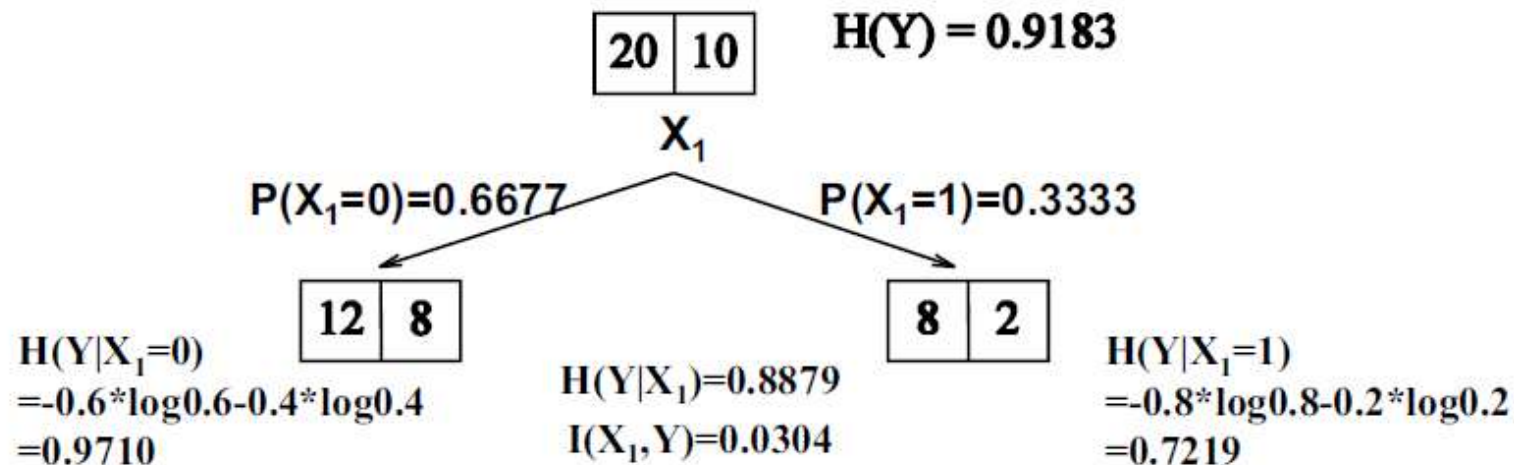 20 10 H(Y) = 0.9183
X₁
P(X₁=0)=0.6677 P(X₁=1)=0.3333
12 8 8 2
H(Y|X₁=0)
=-0.6*log0.6-0.4*log0.4
=0.9710
H(Y|X₁)=0.8879
I(X₁,Y)=0.0304
H(Y|X₁=1)
=-0.8*log0.8-0.2*log0.2
=0.7219